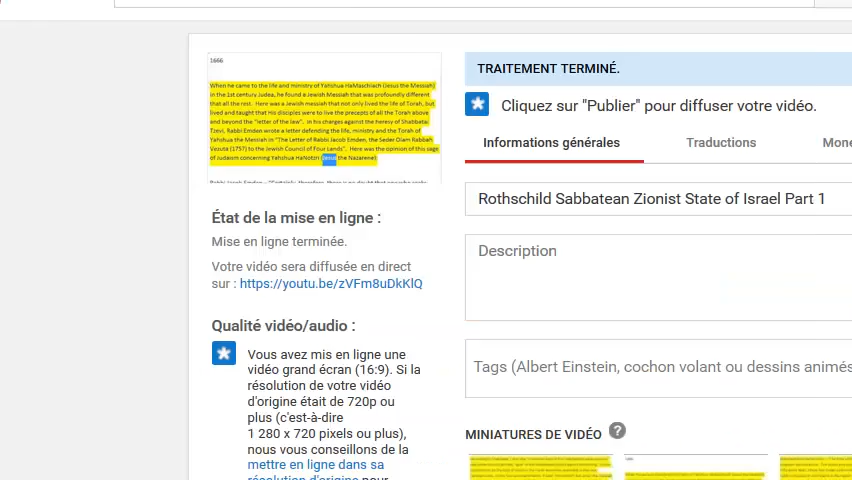 1666
When he came to the life and ministry of Yahshua HaMaschiach (Jesus the Messiah)
in the 1st century Judea, he found a Jewish Messiah that was profoundly different
that all the rest. Here was a Jewish messiah that not only lived the life of Torah, but
lived and taught that His disciples were to live the precepts of all the Torah above
and beyond the "letter of the law". In his charges against the heresy of Shabbatai
Tzevi, Rabbi Emden wrote a letter defending the life, ministry and the Torah of
Yahshua the Messiah in "The Letter of Rabbi Jacob Emden, the Seder Olam Rabbah
Vezuta (1757) to the Jewish Council of Four Lands". Here was the opinion of this sage
of Judaism concerning Yahshua HaNotzri (Jesus the Nazarene)
TRAITEMENT TERMINÉ.
Cliquez sur "Publier" pour diffuser votre vidéo.
Informations générales Traductions Mone
Rothschild Sabbatean Zionist State of Israel Part 1
Description
Tags (Albert Einstein, cochon volant ou dessins animés
MINIATURES DE VIDÉO ?
État de la mise en ligne :
Mise en ligne terminée.
Votre vidéo sera diffusée en direct
sur : https://youtu.be/zVFm8uDkKlQ
Qualité vidéo/audio :
Vous avez mis en ligne une
vidéo grand écran (16:9). Si la
résolution de votre vidéo
d'origine était de 720p ou
plus (c'est-à-dire
1 280 x 720 pixels ou plus),
nous vous conseillons de la
mettre en ligne dans sa
résolution d'origine pour